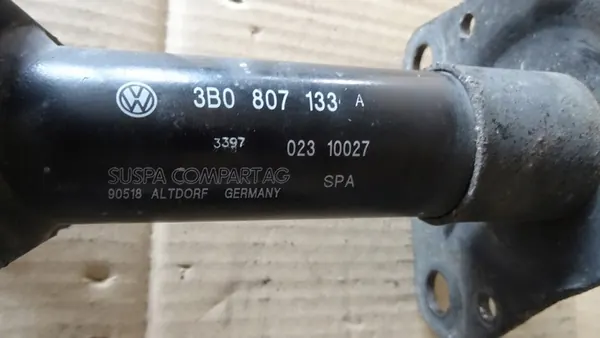 3B0 807 133 A
3397 023 10027
SUSPA COMPART AG SPA
90518 ALTDORF GERMANY